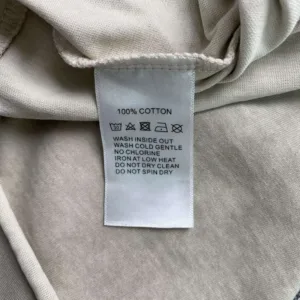 100% COTTON
WASH INSIDE OUT
WASH COLD GENTLE
NO CHLORINE
IRON AT LOW HEAT
DO NOT DRY CLEAN
DO NOT SPIN DRY